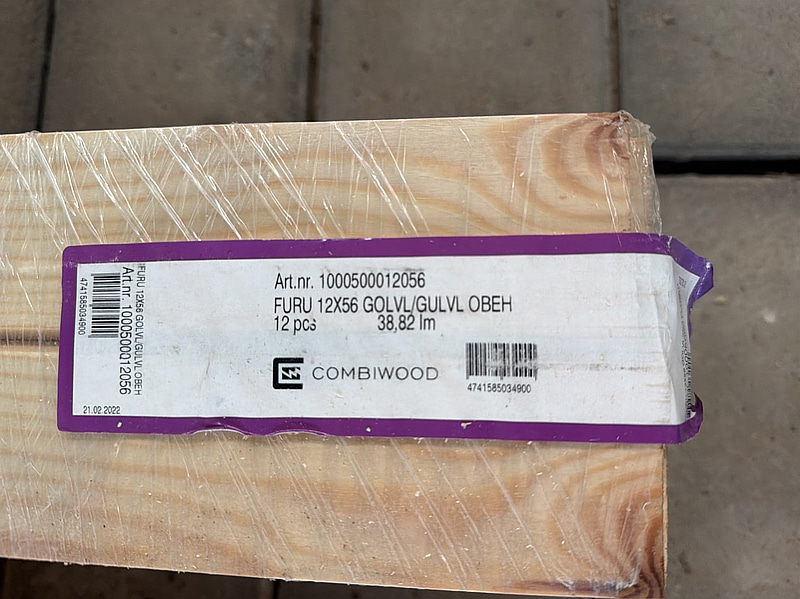 Art.nr. 1000500012056
FURU 12X56 GOLVL/GULVL OBEH
12 pcs 38,82 lm
COMBIWOOD
4741585034900
FURU 12X56 GOLVL/GULVL OBEH
Art.nr. 1000500012056
4741585034900
21.02.2022